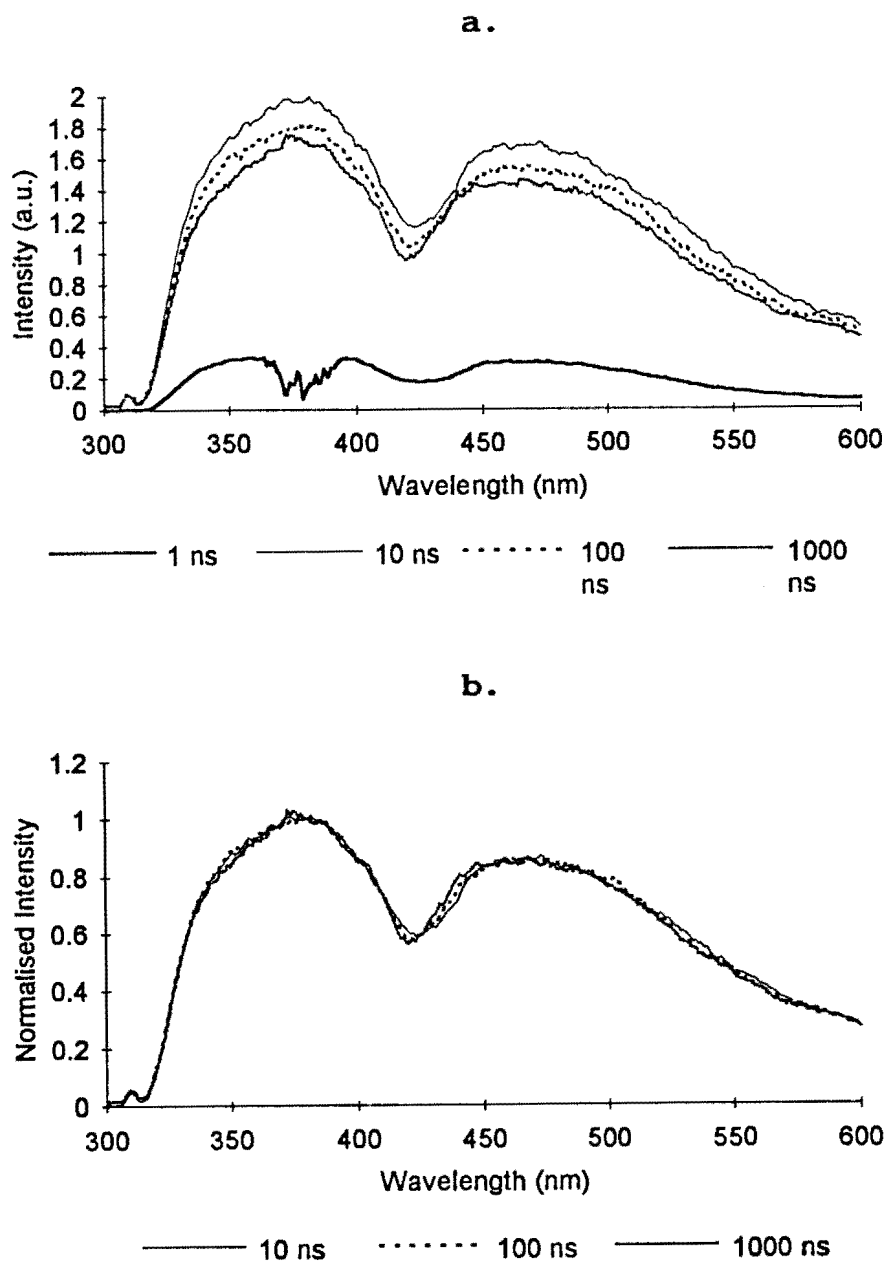 a.
2
1.8
1.6
1.4
1.2
1
0.8
0.6
0.4
0.2
0
Intensity (a.u.)
300 350 400 450 500 550 600
Wavelength (nm)
1 ns 10 ns 100 ns 1000 ns
b.
1.2
1
0.8
0.6
0.4
0.2
0
Normalised Intensity
300 350 400 450 500 550 600
Wavelength (nm)
10 ns 100 ns 1000 ns